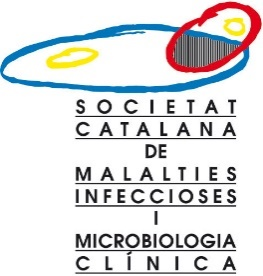 SOCIETAT
CATALANA
DE
MALALTIES
INFECCIOSES
I
MICROBIOLOGIA
CLÍNICA